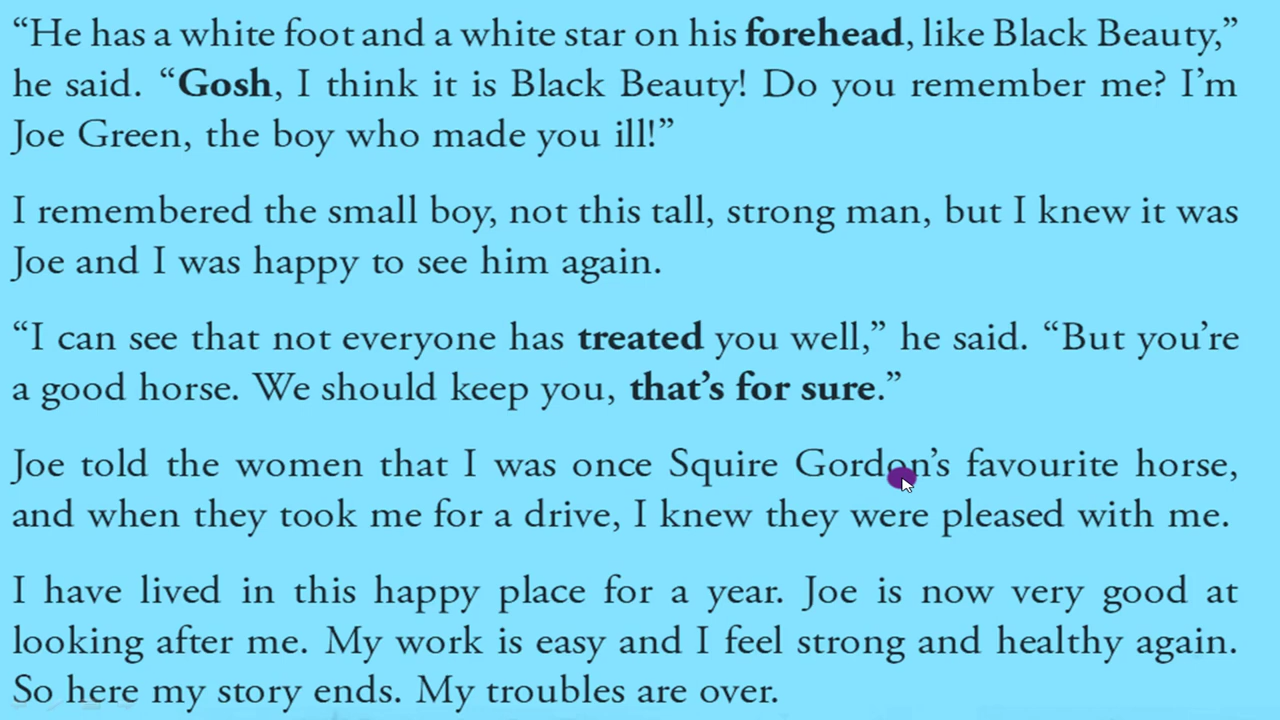 “He has a white foot and a white star on his forehead, like Black Beauty,”
he said. “Gosh, I think it is Black Beauty! Do you remember me? I’m
Joe Green, the boy who made you ill!”
I remembered the small boy, not this tall, strong man, but I knew it was
Joe and I was happy to see him again.
“I can see that not everyone has treated you well,” he said. “But you’re
a good horse. We should keep you, that’s for sure.”
Joe told the women that I was once Squire Gordon’s favourite horse,
and when they took me for a drive, I knew they were pleased with me.
I have lived in this happy place for a year. Joe is now very good at
looking after me. My work is easy and I feel strong and healthy again.
So here my story ends. My troubles are over.